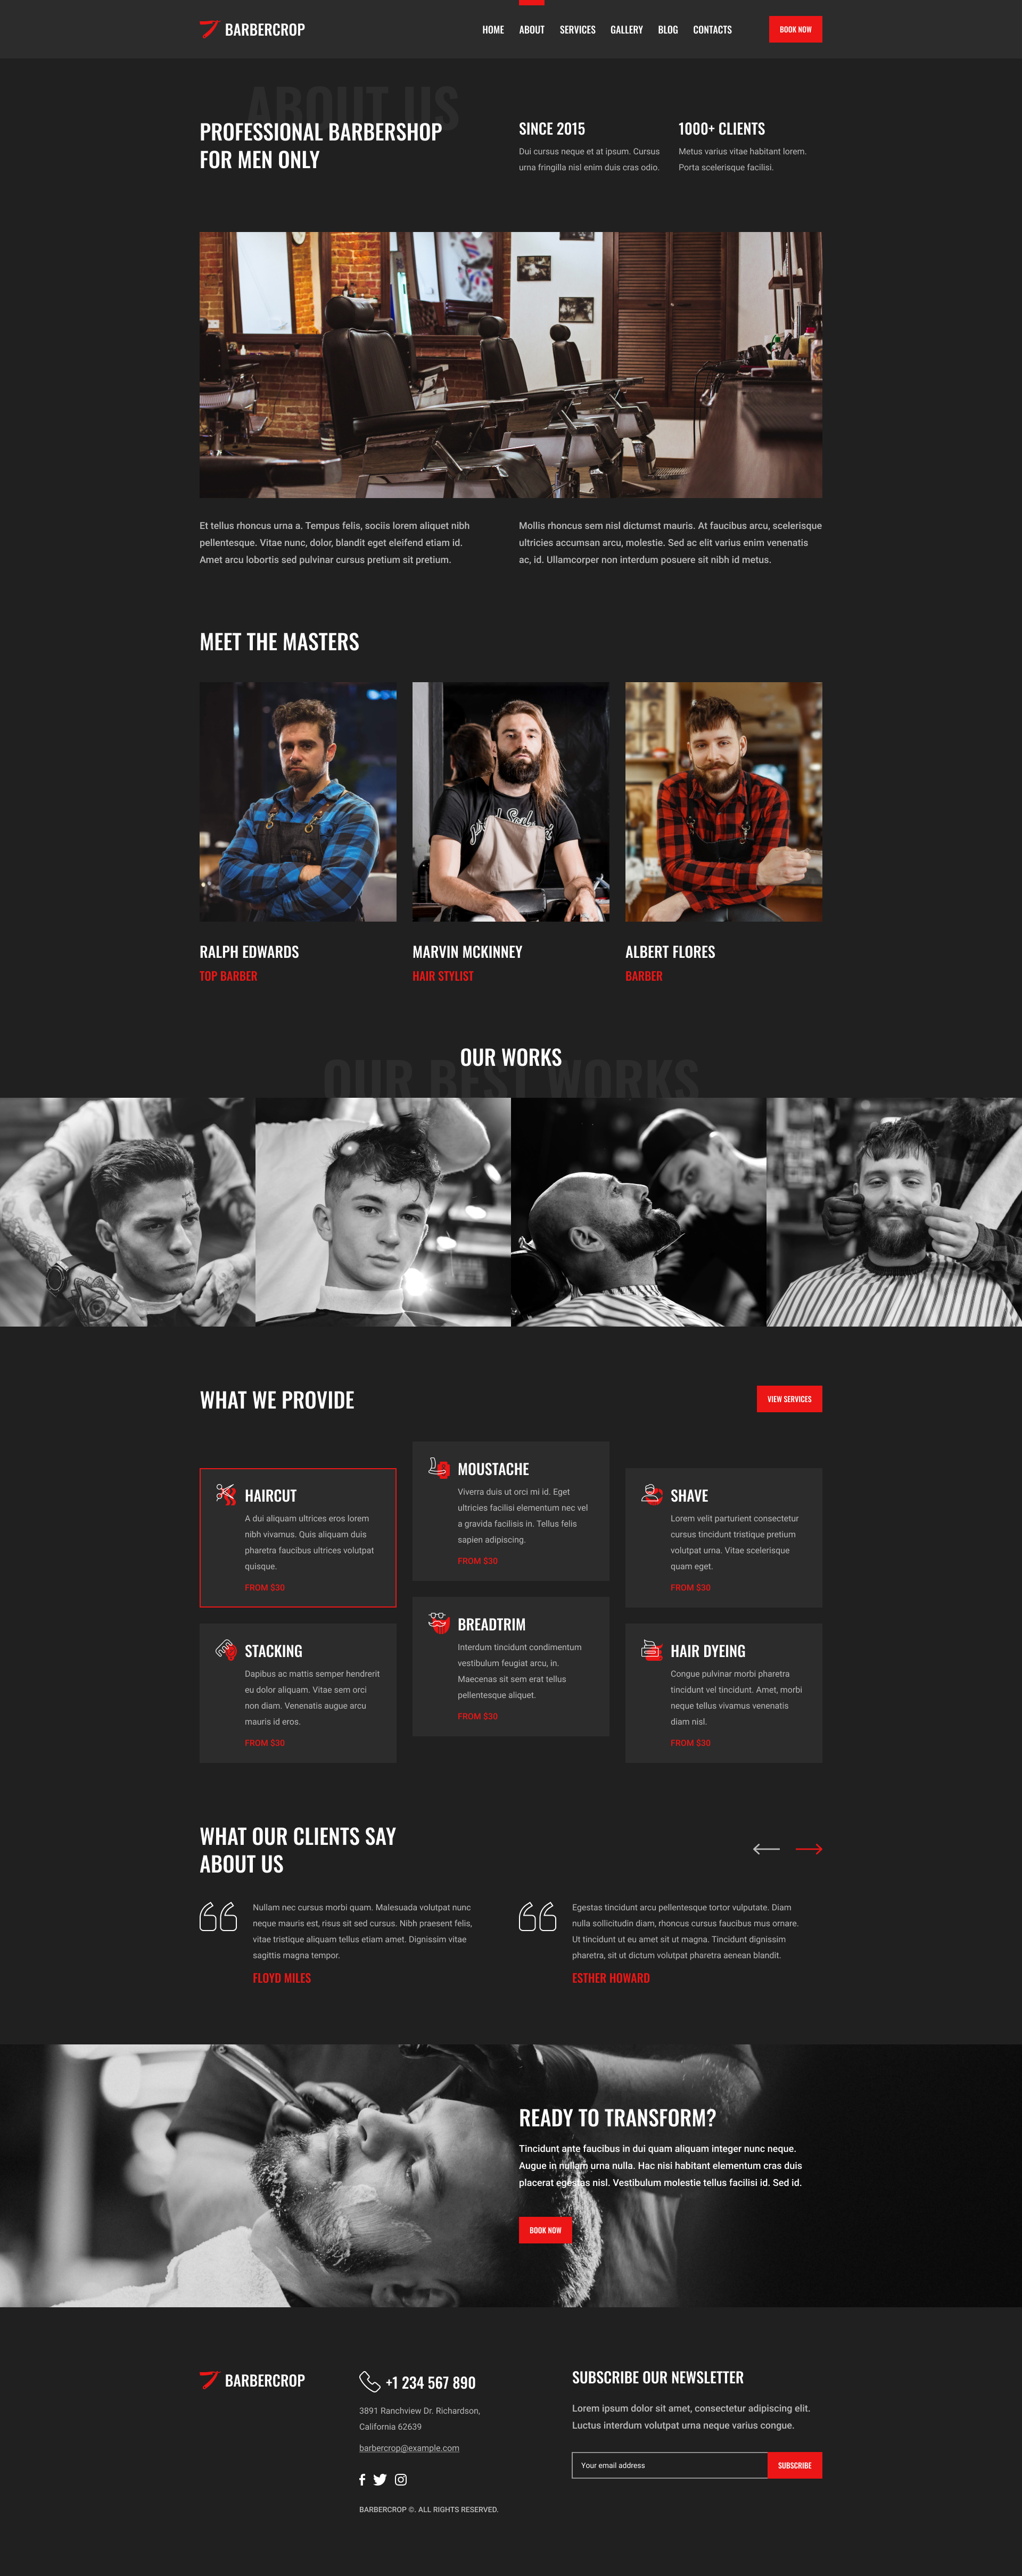 BARBERCROP
HOME ABOUT SERVICES GALLERY BLOG CONTACTS
BOOK NOW
ABOUT US
PROFESSIONAL BARBERSHOP
FOR MEN ONLY
SINCE 2015
Dui cursus neque et at ipsum. Cursus
urna fringilla nisl enim duis cras odio.
1000+ CLIENTS
Metus varius vitae habitant lorem.
Porta scelerisque facilisi.
Et tellus rhoncus urna a. Tempus felis, sociis lorem aliquet nibh
pellentesque. Vitae nunc, dolor, blandit eget eleifend etiam id.
Amet arcu lobortis sed pulvinar cursus pretium sit pretium.
Mollis rhoncus sem nisl dictumst mauris. At faucibus arcu, scelerisque
ultricies accumsan arcu, molestie. Sed ac elit varius enim venenatis
ac, id. Ullamcorper non interdum posuere sit nibh id metus.
MEET THE MASTERS
RALPH EDWARDS
TOP BARBER
MARVIN MCKINNEY
HAIR STYLIST
ALBERT FLORES
BARBER
OUR WORKS
OUR BEST WORKS
WHAT WE PROVIDE
VIEW SERVICES
HAIRCUT
A dui aliquam ultrices eros lorem
nibh vivamus. Quis aliquam duis
pharetra faucibus ultrices volutpat
quisque.
FROM $30
MOUSTACHE
Viverra duis ut orci mi id. Eget
ultricies facilisi elementum nec vel
a gravida facilisis in. Tellus felis
sapien adipiscing.
FROM $30
SHAVE
Lorem velit parturient consectetur
cursus tincidunt tristique pretium
volutpat urna. Vitae scelerisque
quam eget.
FROM $30
STACKING
Dapibus ac mattis semper hendrerit
eu dolor aliquam. Vitae sem orci
non diam. Venenatis augue arcu
mauris id eros.
FROM $30
BREADTRIM
Interdum tincidunt condimentum
vestibulum feugiat arcu, in.
Maecenas sit sem erat tellus
pellentesque aliquet.
FROM $30
HAIR DYEING
Congue pulvinar morbi pharetra
tincidunt vel tincidunt. Amet, morbi
neque tellus vivamus venenatis
diam nisl.
FROM $30
WHAT OUR CLIENTS SAY
ABOUT US
Nullam nec cursus morbi quam. Malesuada volutpat nunc
neque mauris est, risus sit sed cursus. Nibh praesent felis,
vitae tristique aliquam tellus etiam amet. Dignissim vitae
sagittis magna tempor.
FLOYD MILES
Egestas tincidunt arcu pellentesque tortor vulputate. Diam
nulla sollicitudin diam, rhoncus cursus faucibus mus ornare.
Ut tincidunt ut eu amet sit ut magna. Tincidunt dignissim
pharetra, sit ut dictum volutpat pharetra aenean blandit.
ESTHER HOWARD
READY TO TRANSFORM?
Tincidunt ante faucibus in dui quam aliquam integer nunc neque.
Augue in nullam urna nulla. Hac nisi habitant elementum cras duis
placerat egestas nisl. Vestibulum molestie tellus facilisi id. Sed id.
BOOK NOW
BARBERCROP
+1 234 567 890
3891 Ranchview Dr. Richardson,
California 62639
barbercrop@example.com
BARBERCROP ©. ALL RIGHTS RESERVED.
SUBSCRIBE OUR NEWSLETTER
Lorem ipsum dolor sit amet, consectetur adipiscing elit.
Luctus interdum volutpat urna neque varius congue.
Your email address
SUBSCRIBE